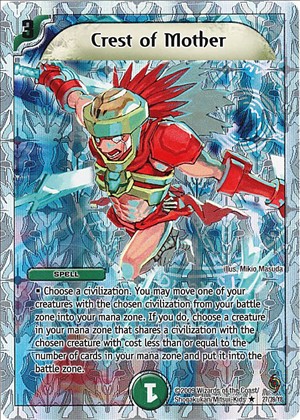 3
Crest of Mother
illus. Mikio Masuda
SPELL
■ Choose a civilization. You may move one of your
creatures with the chosen civilization from your battle
zone into your mana zone. If you do, choose a creature
in your mana zone that shares a civilization with the
chosen creature with cost less than or equal to the
number of cards in your mana zone and put it into the
battle zone.
1
©2005 Wizards of the Coast/
Shogakukan/Mitsui-Kids ★